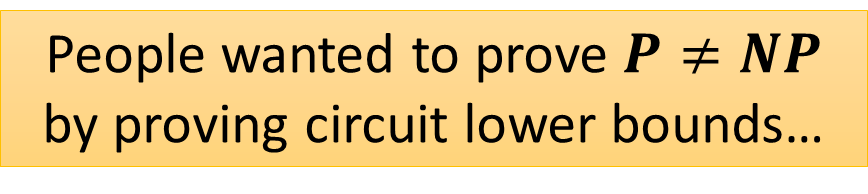 People wanted to prove P ≠ NP
by proving circuit lower bounds...